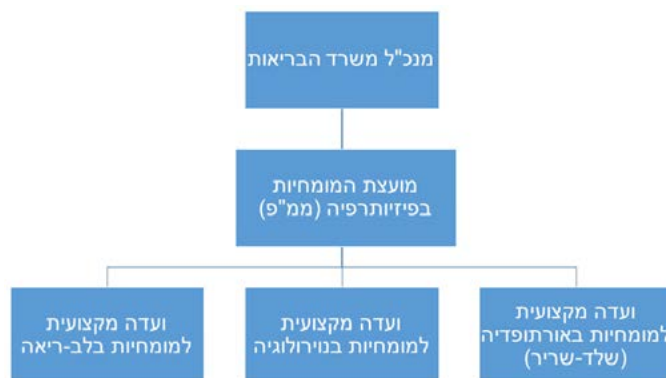 מנכ"ל משרד הבריאות
מועצת המומחיות
בפיזיותרפיה (ממ"פ)
ועדה מקצועית
למומחיות באורתופדיה
(שלד-שריר)
ועדה מקצועית
למומחיות בנוירולוגיה
ועדה מקצועית
למומחיות בלב-ריאה